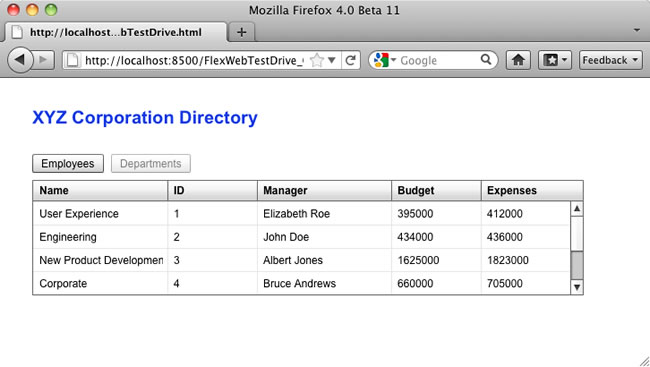 Mozilla Firefox 4.0 Beta 11
http://localhost...bTestDrive.html
http://localhost:8500/FlexWebTestDrive_ Google Feedback
XYZ Corporation Directory
Employees Departments
Name ID Manager Budget Expenses
User Experience 1 Elizabeth Roe 395000 412000
Engineering 2 John Doe 434000 436000
New Product Developmen 3 Albert Jones 1625000 1823000
Corporate 4 Bruce Andrews 660000 705000